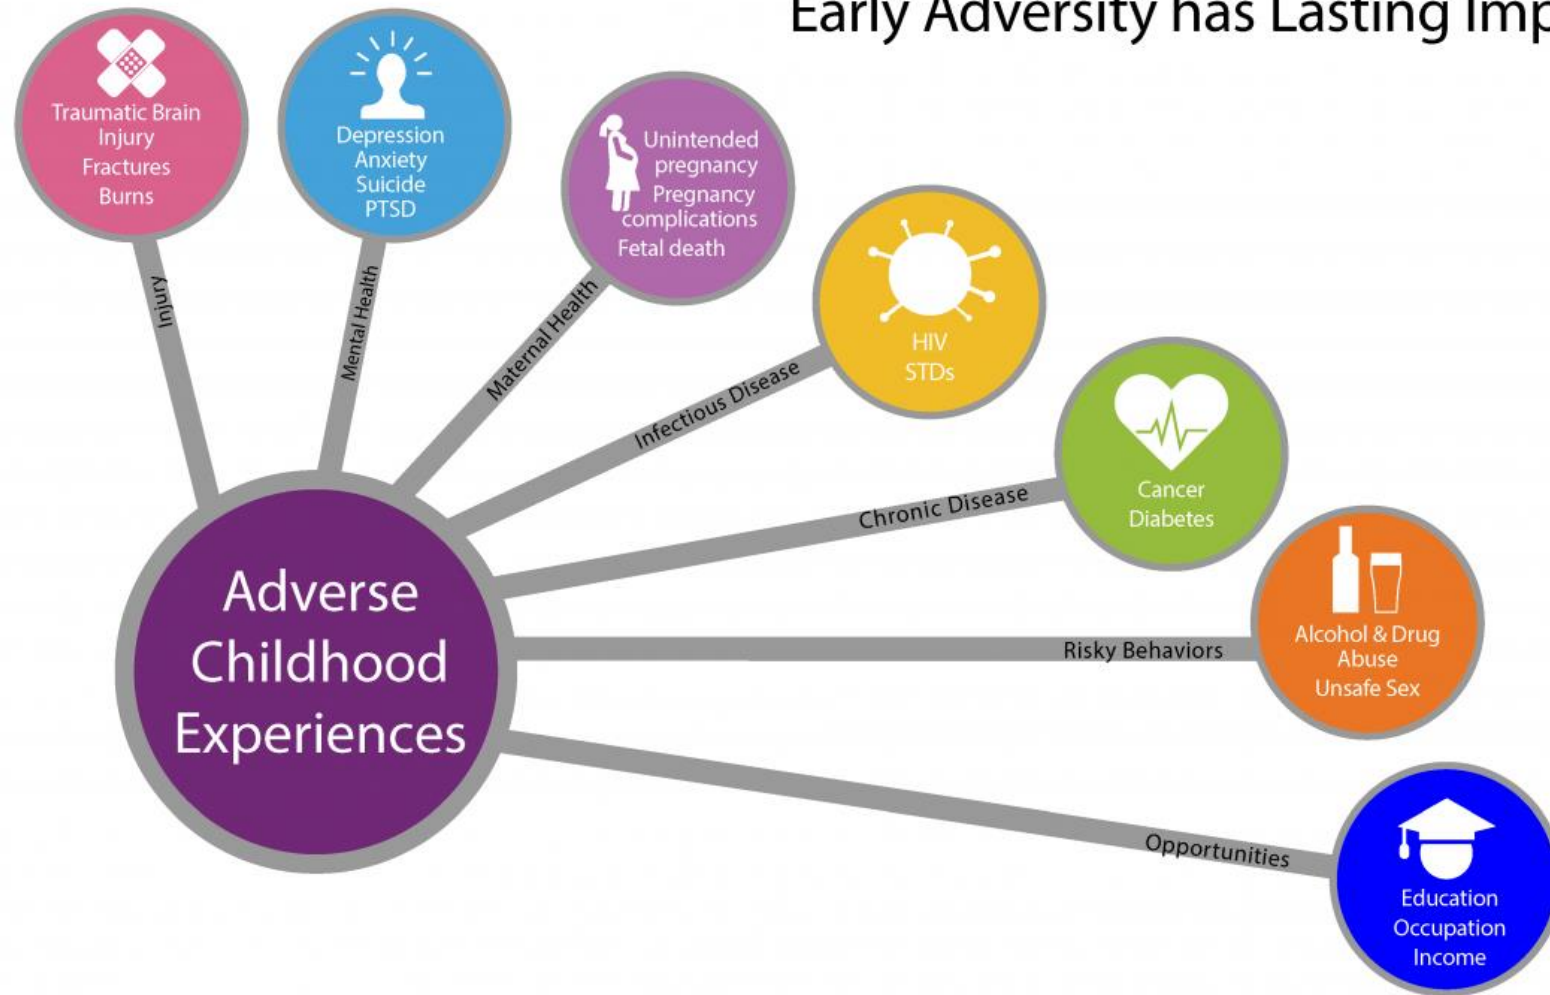 Early Adversity has Lasting
Traumatic Brain
Injury
Fractures
Burns
Depression
Anxiety
Suicide
PTSD
Unintended
pregnancy
Pregnancy
complications
Fetal death
HIV
STDs
Cancer
Diabetes
Alcohol & Drug
Abuse
Unsafe Sex
Education
Occupation
Income
Injury
Mental Health
Maternal Health
Infectious Disease
Chronic Disease
Risky Behaviors
Opportunities
Adverse
Childhood
Experiences